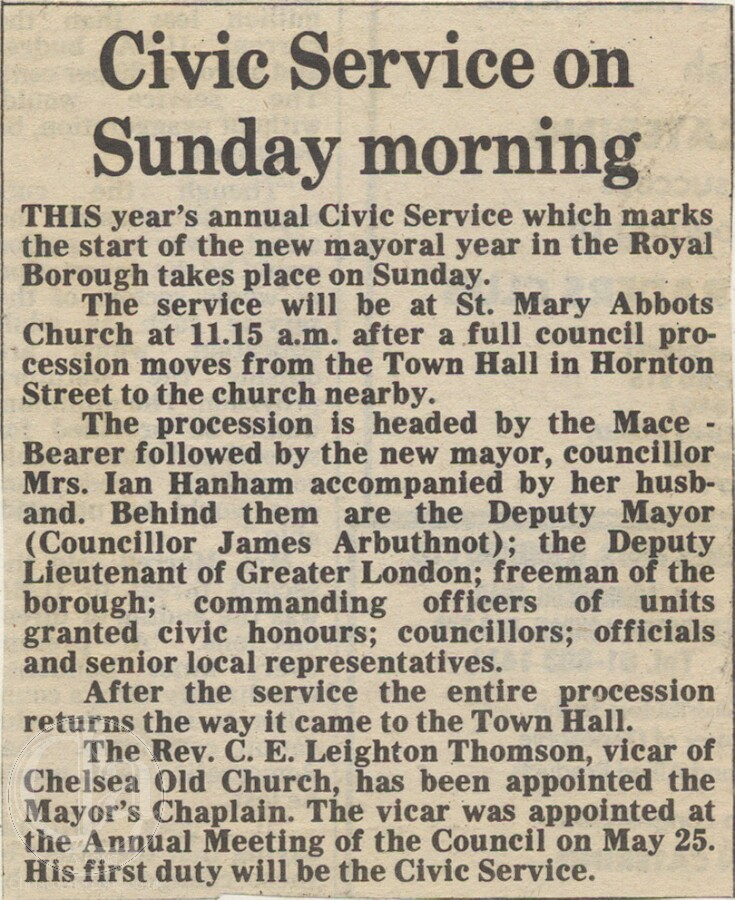 Civic Service on
Sunday morning
THIS year's annual Civic Service which marks
the start of the new mayoral year in the Royal
Borough takes place on Sunday.
The service will be at St. Mary Abbots
Church at 11.15 a.m. after a full council pro-
cession moves from the Town Hall in Hornton
Street to the church nearby.
The procession is headed by the Mace -
Bearer followed by the new mayor, councillor
Mrs. Ian Hanham accompanied by her husb-
and. Behind them are the Deputy Mayor
(Councillor James Arbuthnot); the Deputy
Lieutenant of Greater London; freeman of the
borough; commanding officers of units
granted civic honours; councillors; officials
and senior local representatives.
After the service the entire procession
returns the way it came to the Town Hall.
The Rev. C. E. Leighton Thomson, vicar of
Chelsea Old Church, has been appointed the
Mayor's Chaplain. The vicar was appointed at
the Annual Meeting of the Council on May 25.
His first duty will be the Civic Service.